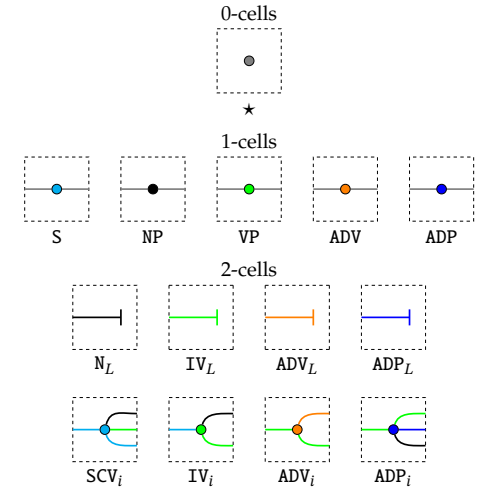 0-cells
★
1-cells
S NP VP ADV ADP
2-cells
N_L IV_L ADV_L ADP_L
SCV_i IV_i ADV_i ADP_i